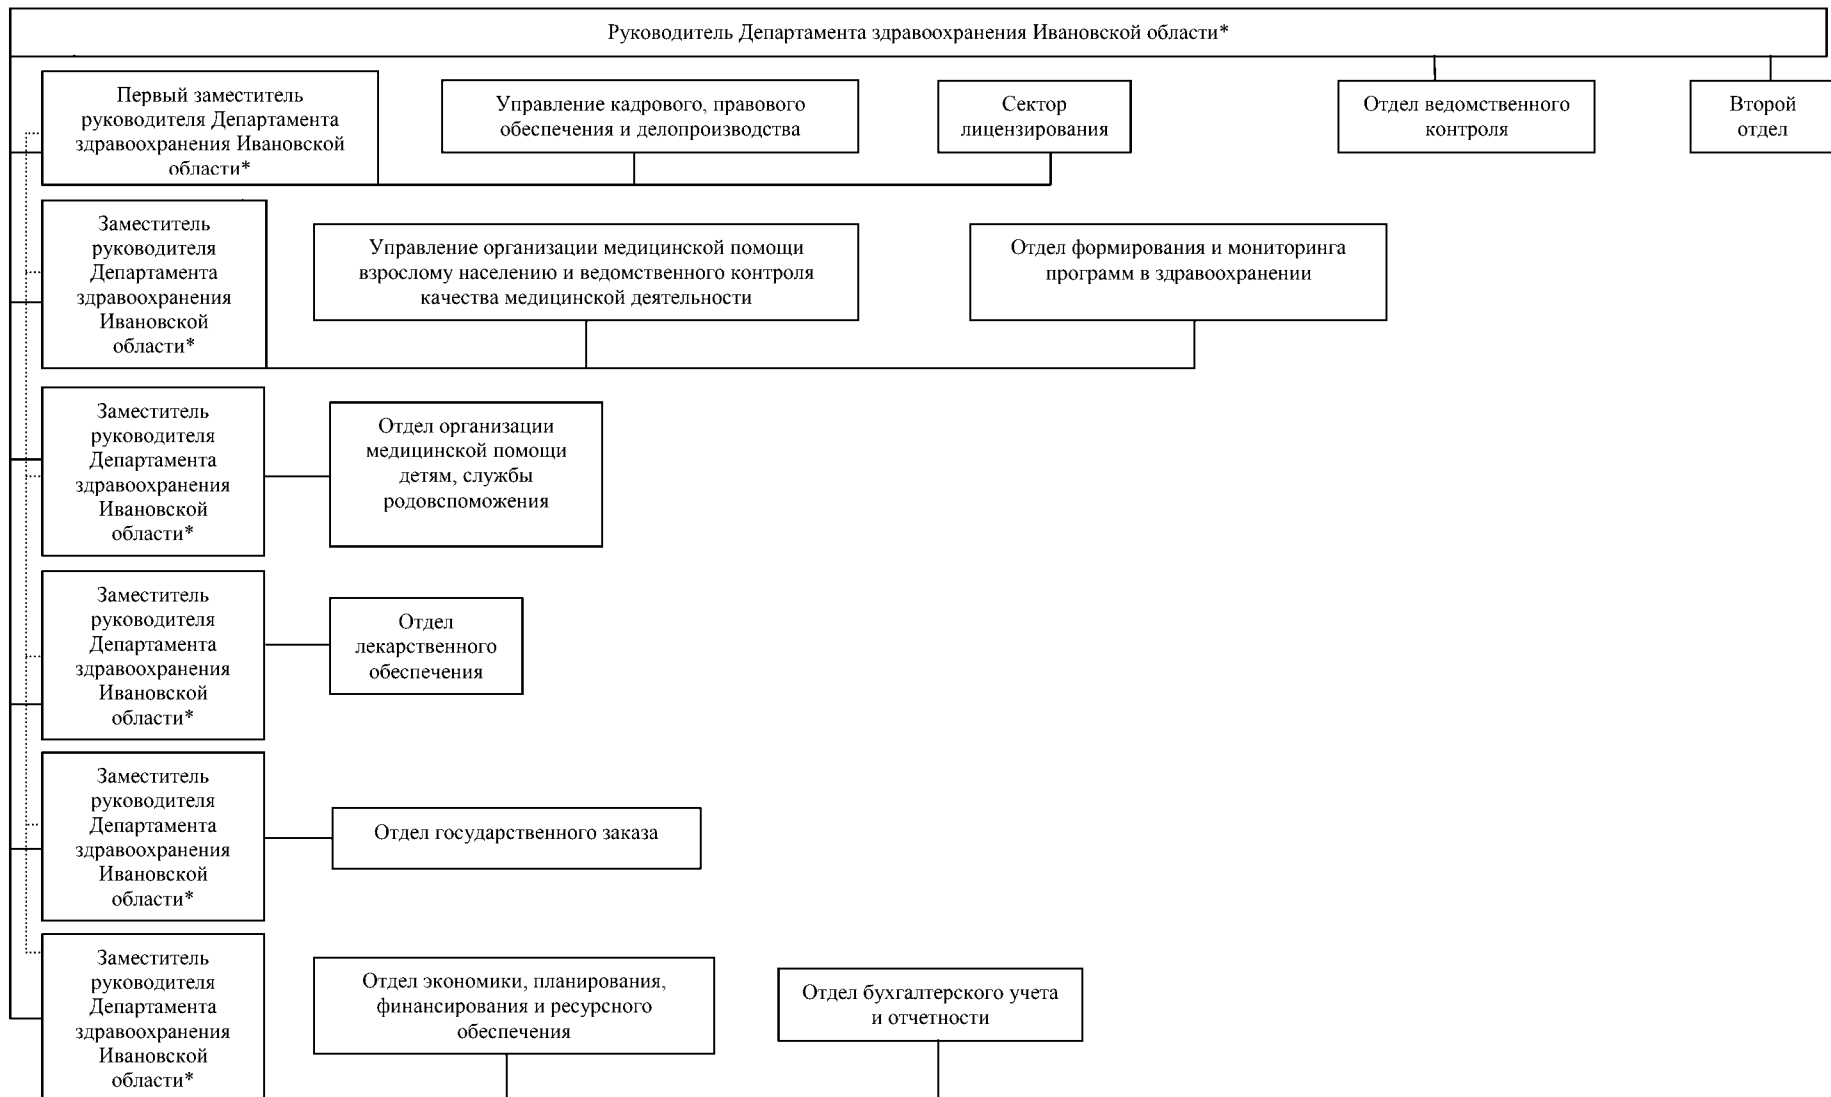 Руководитель Департамента здравоохранения Ивановской области*
Первый заместитель
руководителя Департамента
здравоохранения Ивановской
области*
Управление кадрового, правового
обеспечения и делопроизводства
Сектор
лицензирования
Отдел ведомственного
контроля
Второй
отдел
Заместитель
руководителя
Департамента
здравоохранения
Ивановской
области*
Управление организации медицинской помощи
взрослому населению и ведомственного контроля
качества медицинской деятельности
Отдел формирования и мониторинга
программ в здравоохранении
Заместитель
руководителя
Департамента
здравоохранения
Ивановской
области*
Отдел организации
медицинской помощи
детям, службы
родовспоможения
Заместитель
руководителя
Департамента
здравоохранения
Ивановской
области*
Отдел
лекарственного
обеспечения
Заместитель
руководителя
Департамента
здравоохранения
Ивановской
области*
Отдел государственного заказа
Заместитель
руководителя
Департамента
здравоохранения
Ивановской
области*
Отдел экономики, планирования,
финансирования и ресурсного
обеспечения
Отдел бухгалтерского учета
и отчетности